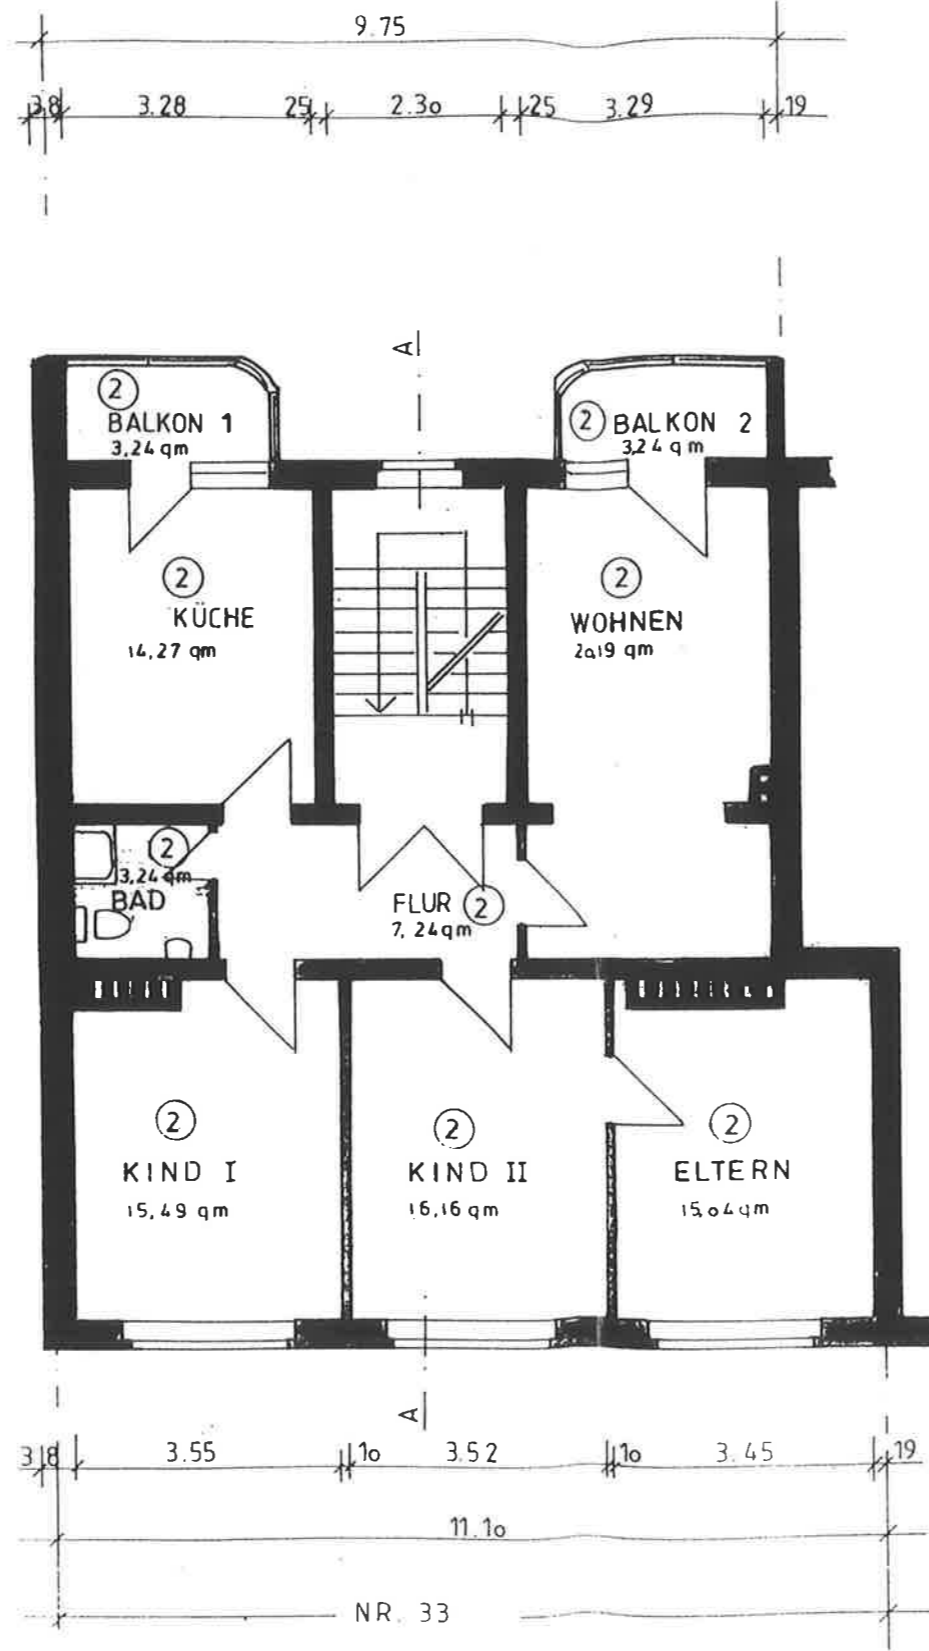 9.75
38 3.28 25 2.30 25 3.29 19
A
2
BALKON 1
3,24 qm
2 BALKON 2
3,24 qm
2
KÜCHE
14,27 qm
2
WOHNEN
20,19 qm
2
3,24 qm
BAD
FLUR 2
7,24 qm
2
KIND I
15,49 qm
2
KIND II
16,16 qm
2
ELTERN
15,04 qm
A
38 3.55 10 3.52 10 3.45 19
11.10
NR. 33